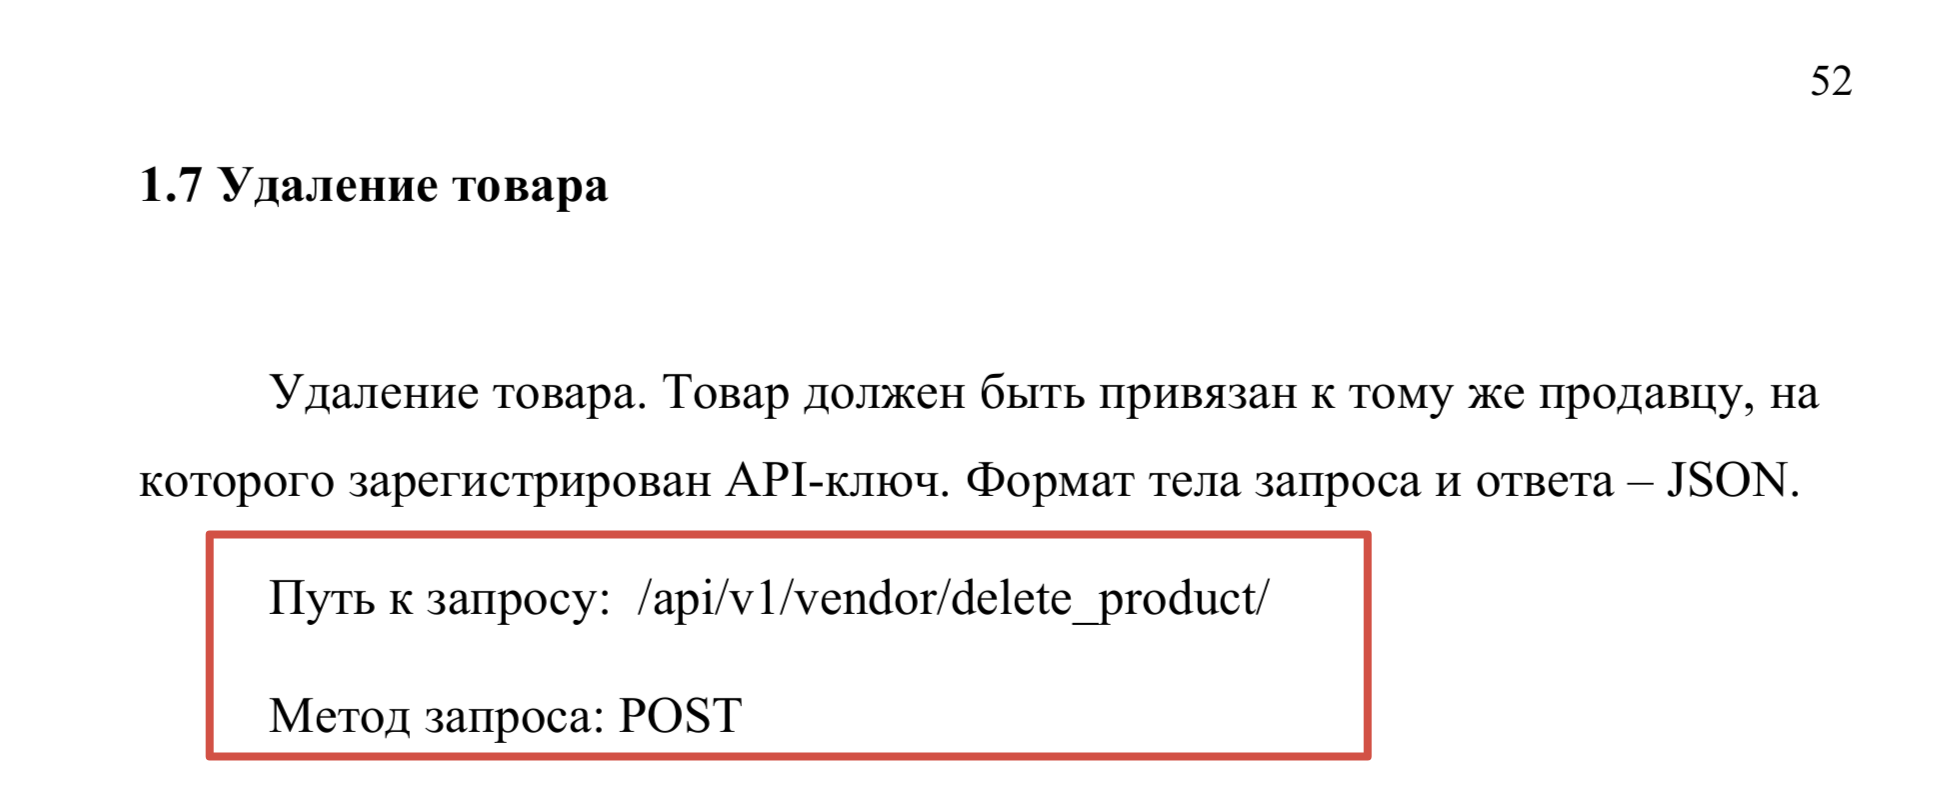 52
1.7 Удаление товара
Удаление товара. Товар должен быть привязан к тому же продавцу, на
которого зарегистрирован API-ключ. Формат тела запроса и ответа – JSON.
Путь к запросу: /api/v1/vendor/delete_product/
Метод запроса: POST